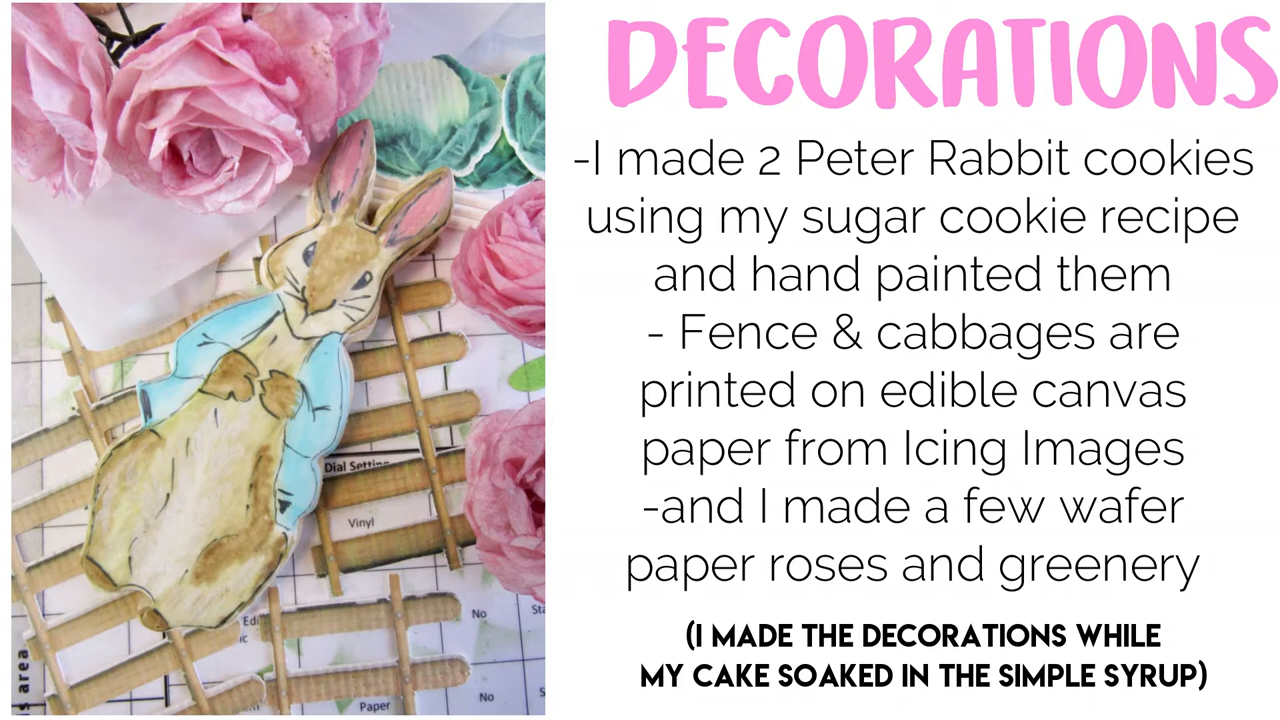 DECORATIONS
-I made 2 Peter Rabbit cookies
using my sugar cookie recipe
and hand painted them
- Fence & cabbages are
printed on edible canvas
paper from Icing Images
-and I made a few wafer
paper roses and greenery
(I MADE THE DECORATIONS WHILE
MY CAKE SOAKED IN THE SIMPLE SYRUP)
Dial Setting
Vinyl
No
No
Paper
area